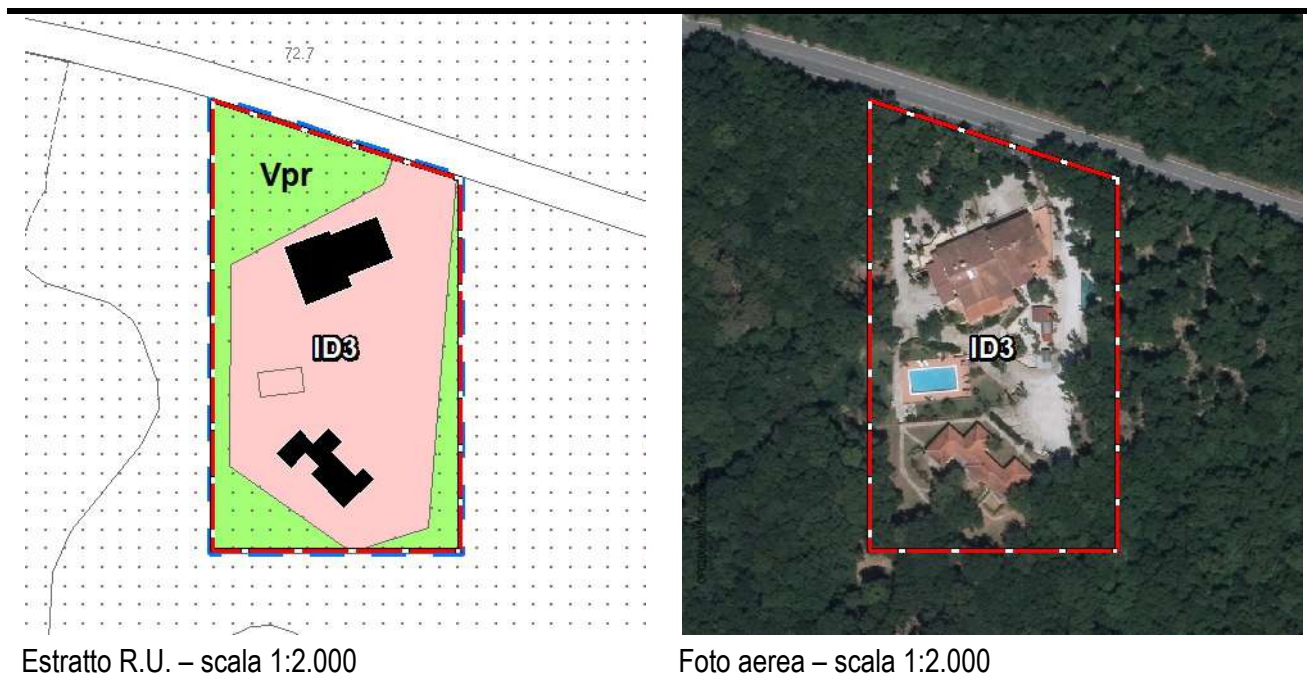 72.7
Vpr
ID3
ID3
Estratto R.U. – scala 1:2.000
Foto aerea – scala 1:2.000